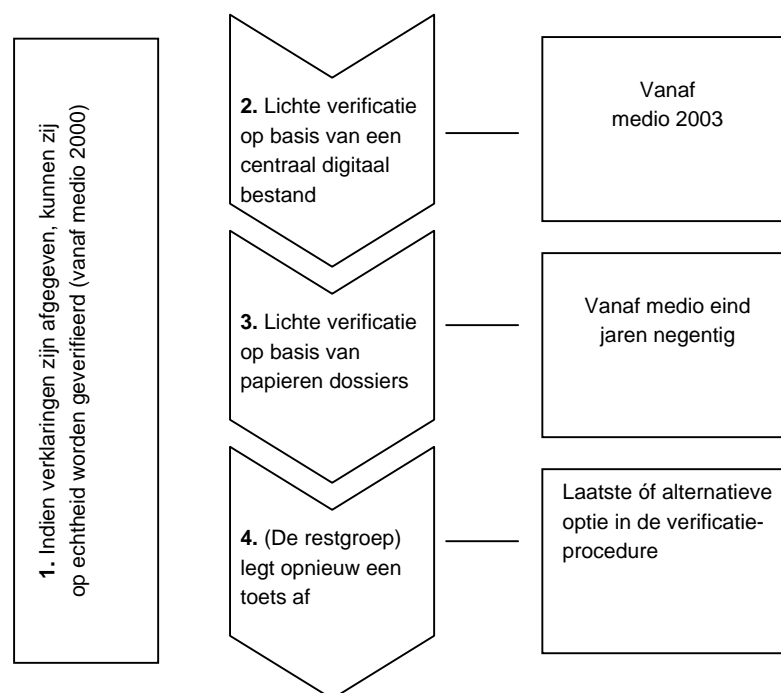 1. Indien verklaringen zijn afgegeven, kunnen zij
op echtheid worden geverifieerd (vanaf medio 2000)
2. Lichte verificatie
op basis van een
centraal digitaal
bestand
Vanaf
medio 2003
3. Lichte verificatie
op basis van
papieren dossiers
Vanaf medio eind
jaren negentig
4. (De restgroep)
legt opnieuw een
toets af
Laatste óf alternatieve
optie in de verificatie-
procedure